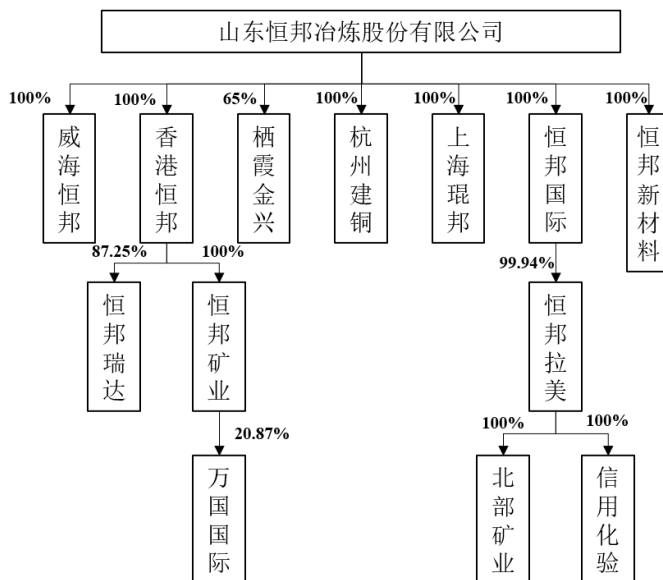 山东恒邦冶炼股份有限公司
100%
100%
65%
100%
100%
100%
100%
威海恒邦
香港恒邦
栖霞金兴
杭州建铜
上海琨邦
恒邦国际
恒邦新材料
87.25%
100%
99.94%
恒邦瑞达
恒邦矿业
恒邦拉美
20.87%
100%
100%
万国国际
北部矿业
信用化验